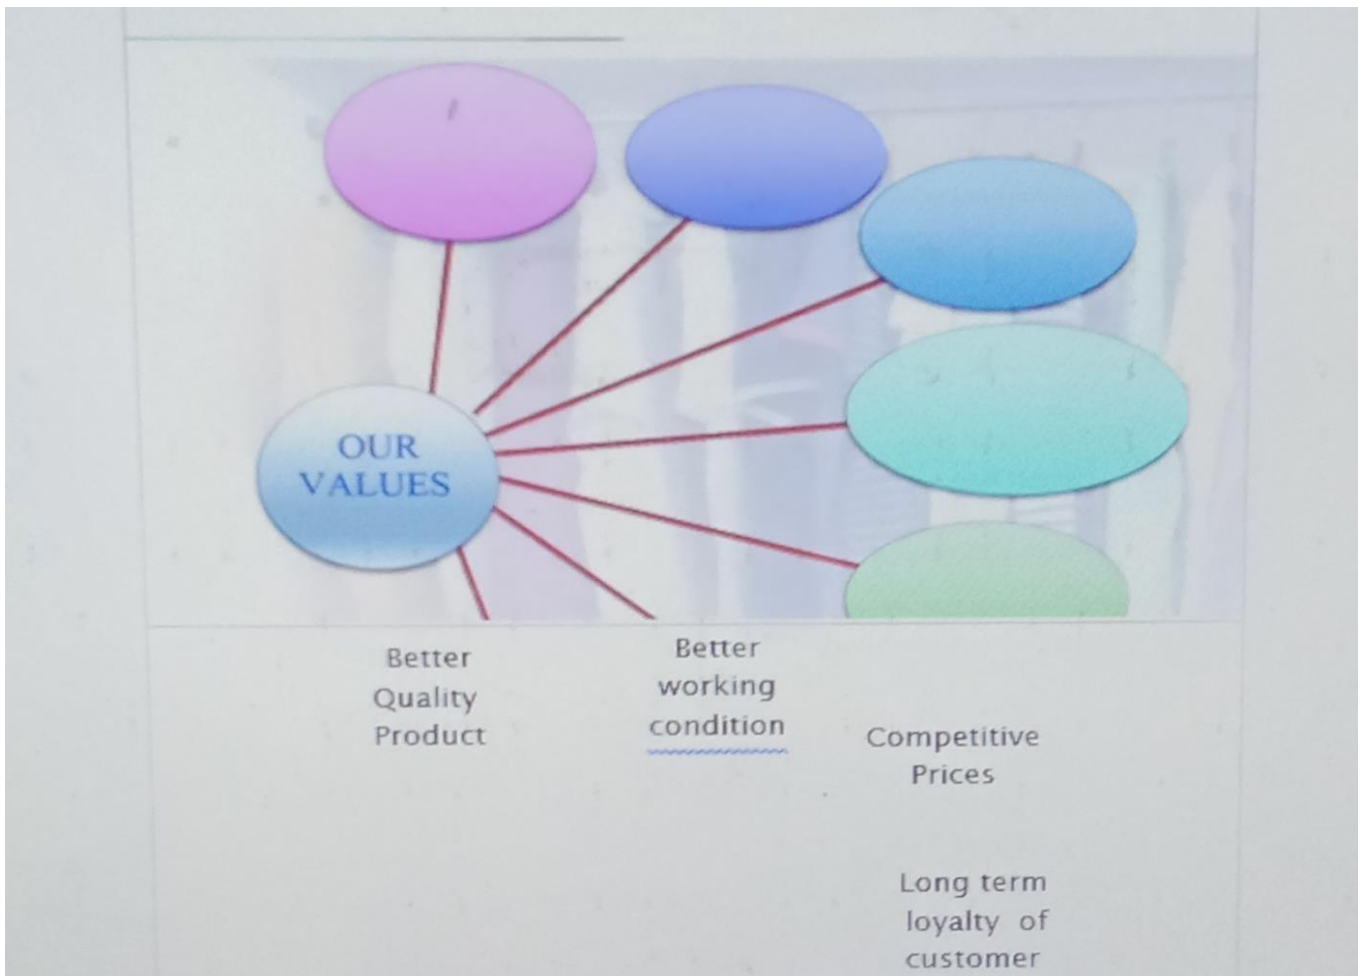 OUR
VALUES
Better
Quality
Product
Better
working
condition
Competitive
Prices
Long term
loyalty of
customer